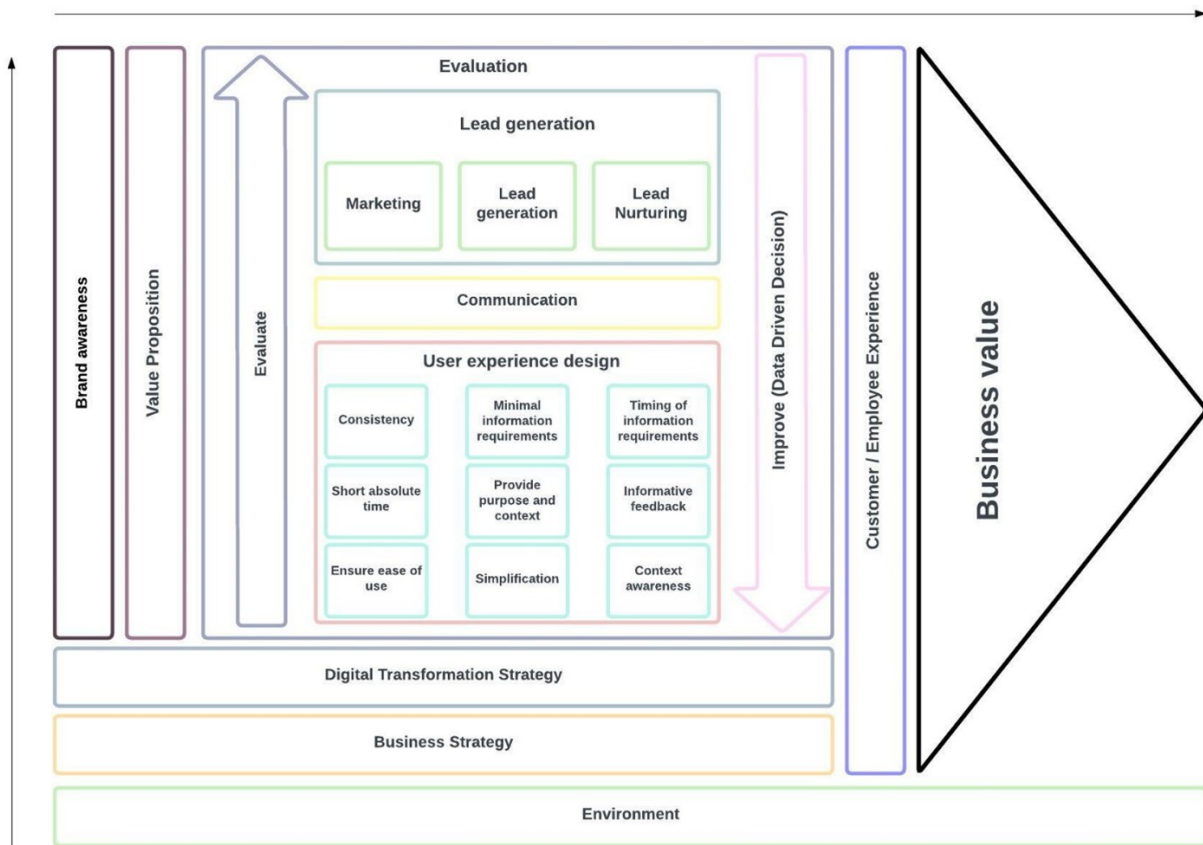 Brand awareness
Value Proposition
Evaluation
Evaluate
Lead generation
Marketing
Lead
generation
Lead
Nurturing
Communication
User experience design
Consistency
Minimal
information
requirements
Timing of
information
requirements
Short absolute
time
Provide
purpose and
context
Informative
feedback
Ensure ease of
use
Simplification
Context
awareness
Improve (Data Driven Decision)
Customer / Employee Experience
Business value
Digital Transformation Strategy
Business Strategy
Environment